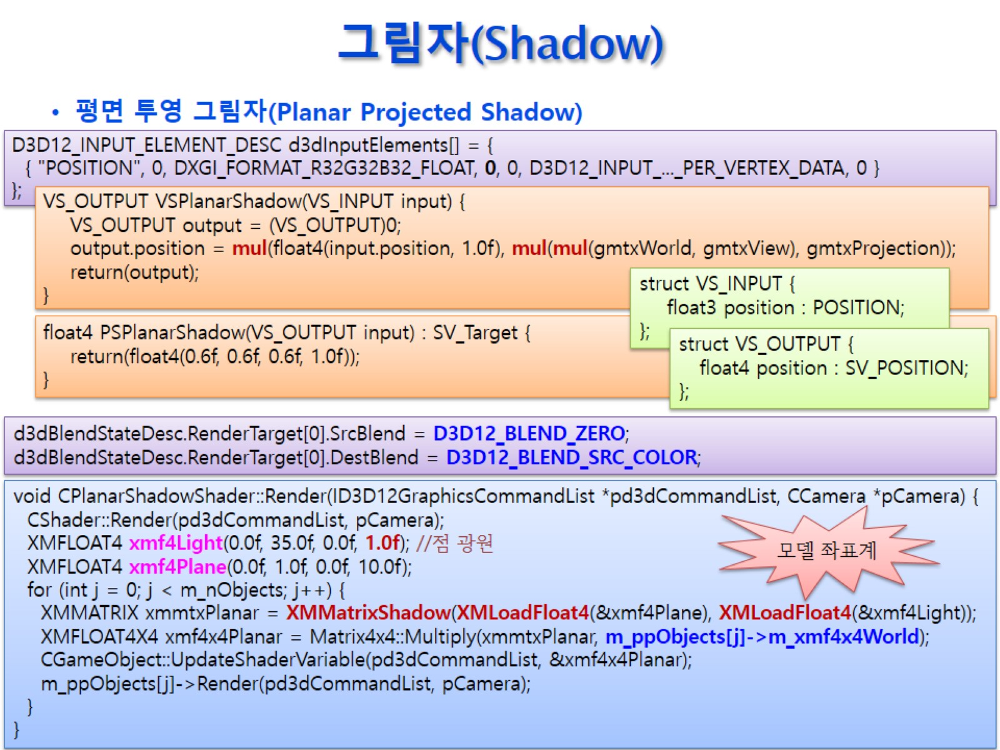 그림자(Shadow)
• 평면 투영 그림자(Planar Projected Shadow)
D3D12_INPUT_ELEMENT_DESC d3dInputElements[] = {
{ "POSITION", 0, DXGI_FORMAT_R32G32B32_FLOAT, 0, 0, D3D12_INPUT_..._PER_VERTEX_DATA, 0 }
};
VS_OUTPUT VSPlanarShadow(VS_INPUT input) {
VS_OUTPUT output = (VS_OUTPUT)0;
output.position = mul(float4(input.position, 1.0f), mul(mul(gmtxWorld, gmtxView), gmtxProjection));
return(output);
}
struct VS_INPUT {
float3 position : POSITION;
};
float4 PSPlanarShadow(VS_OUTPUT input) : SV_Target {
return(float4(0.6f, 0.6f, 0.6f, 1.0f));
}
struct VS_OUTPUT {
float4 position : SV_POSITION;
};
d3dBlendStateDesc.RenderTarget[0].SrcBlend = D3D12_BLEND_ZERO;
d3dBlendStateDesc.RenderTarget[0].DestBlend = D3D12_BLEND_SRC_COLOR;
void CPlanarShadowShader::Render(ID3D12GraphicsCommandList *pd3dCommandList, CCamera *pCamera) {
CShader::Render(pd3dCommandList, pCamera);
XMFLOAT4 xmf4Light(0.0f, 35.0f, 0.0f, 1.0f); //점 광원
모델 좌표계
XMFLOAT4 xmf4Plane(0.0f, 1.0f, 0.0f, 10.0f);
for (int j = 0; j < m_nObjects; j++) {
XMMATRIX xmmtxPlanar = XMMatrixShadow(XMLoadFloat4(&xmf4Plane), XMLoadFloat4(&xmf4Light));
XMFLOAT4X4 xmf4x4Planar = Matrix4x4::Multiply(xmmtxPlanar, m_ppObjects[j]->m_xmf4x4World);
CGameObject::UpdateShaderVariable(pd3dCommandList, &xmf4x4Planar);
m_ppObjects[j]->Render(pd3dCommandList, pCamera);
}
}